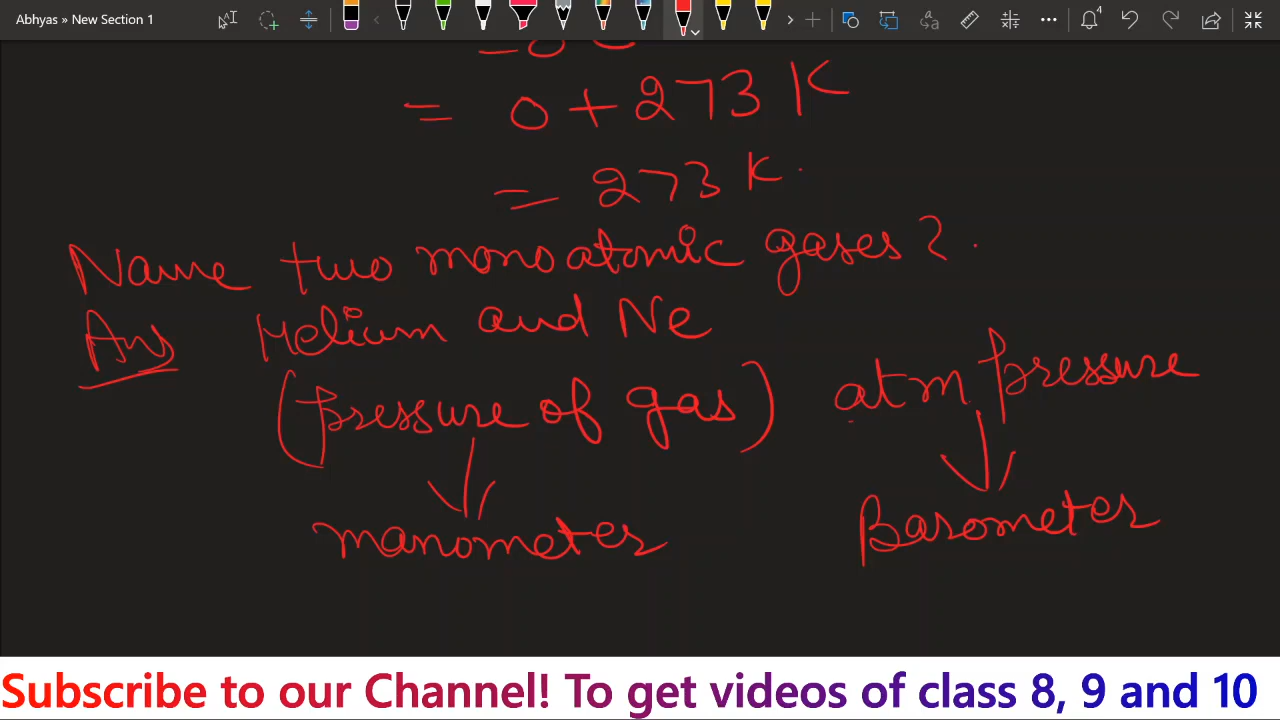 Abhyas » New Section 1
= 0 + 273 K
= 273 K.
Name two monoatomic gases?.
Ans Helium and Ne
(pressure of gas) atm pressure
manometer Barometer
Subscribe to our Channel! To get videos of class 8, 9 and 10